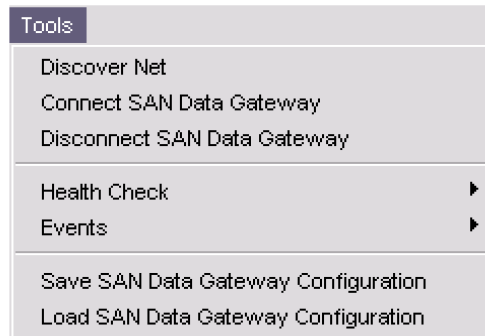 Tools
Discover Net
Connect SAN Data Gateway
Disconnect SAN Data Gateway
Health Check
Events
Save SAN Data Gateway Configuration
Load SAN Data Gateway Configuration